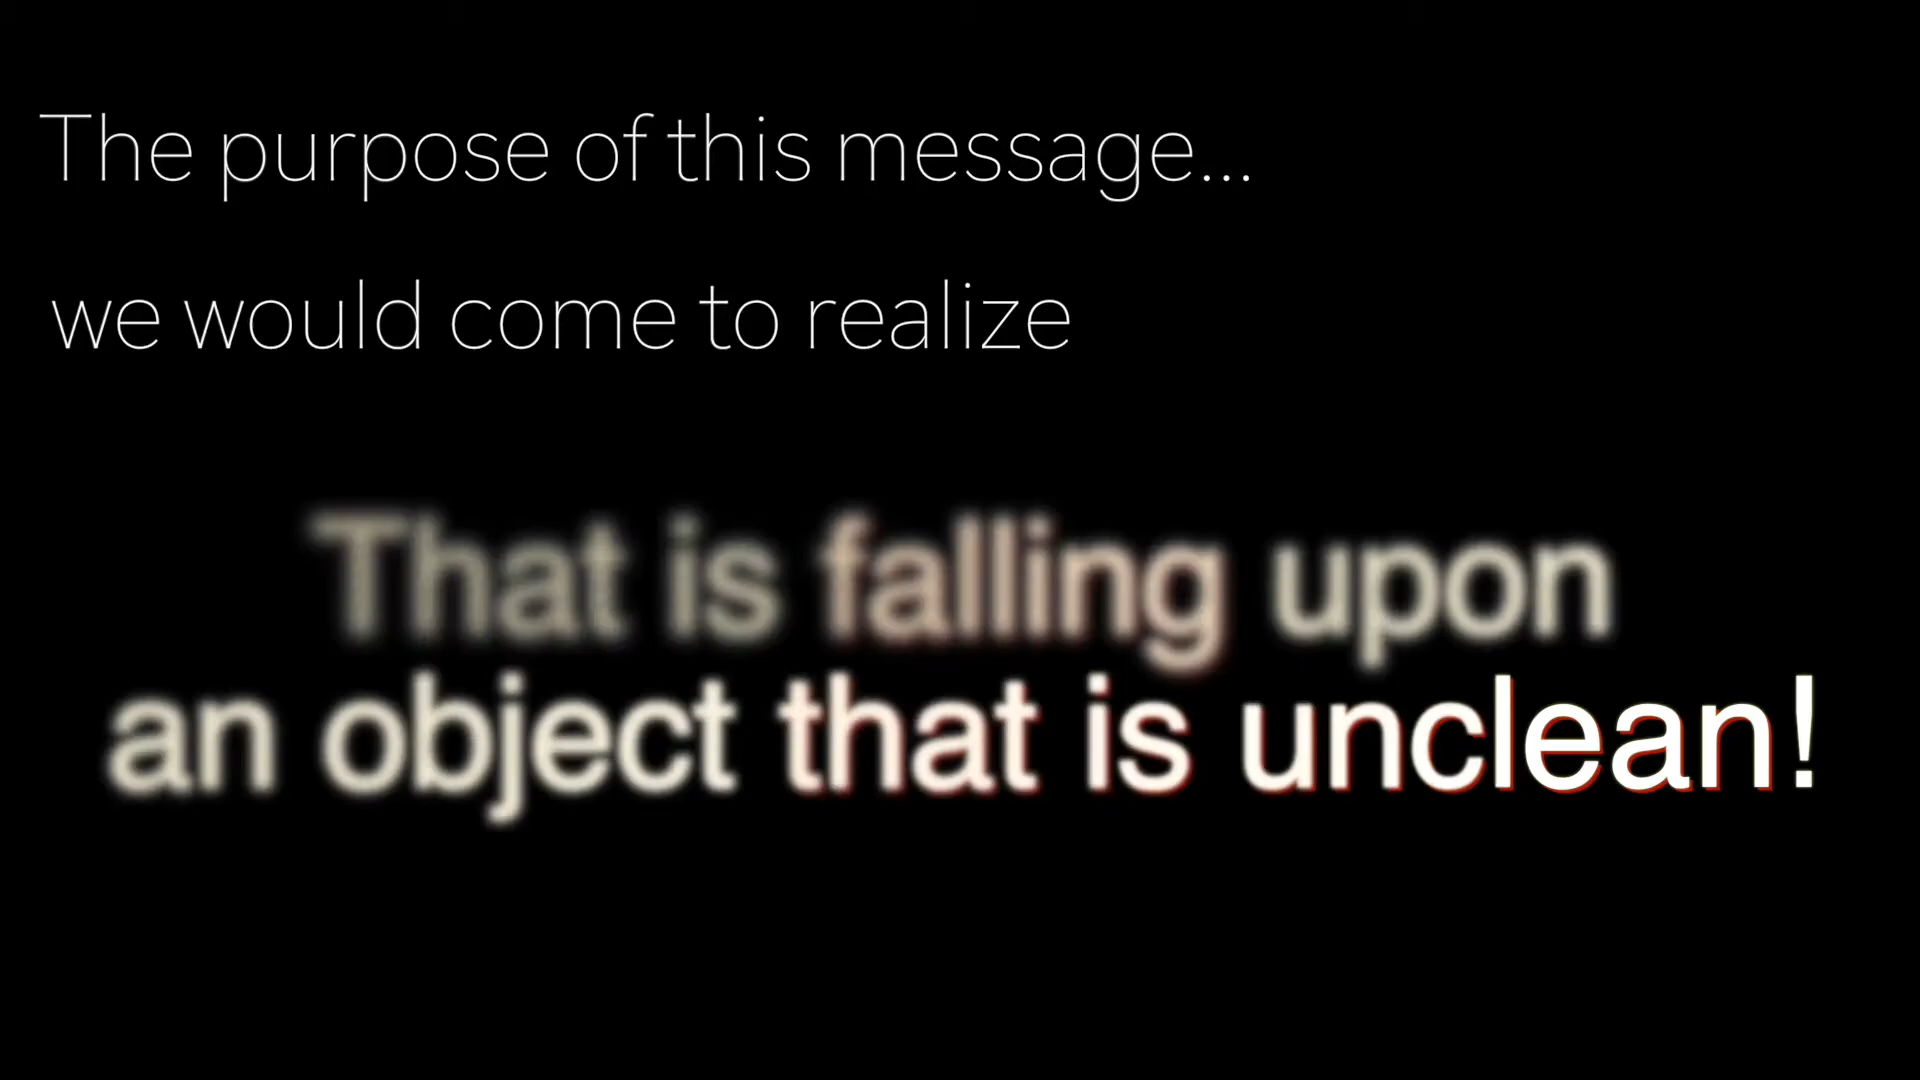 The purpose of this message...
we would come to realize
That is falling upon
an object that is unclean!